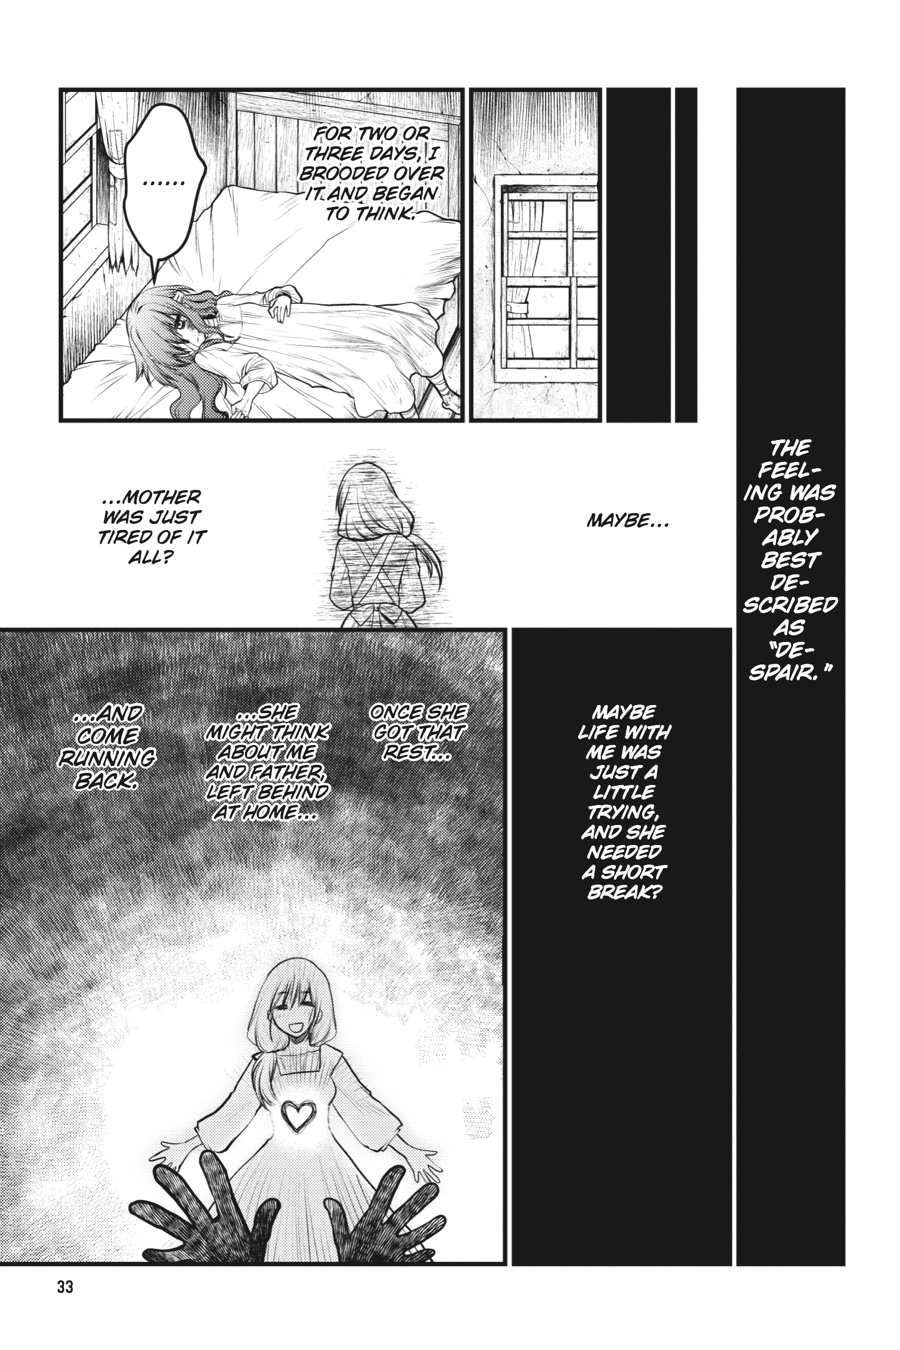 THE
FEEL-
ING WAS
PROB-
ABLY
BEST
DE-
SCRIBED
AS
"DE-
SPAIR."
FOR TWO OR
THREE DAYS, I
BROODED OVER
IT AND BEGAN
TO THINK.
......
MAYBE...
...MOTHER
WAS JUST
TIRED OF IT
ALL?
MAYBE
LIFE WITH
ME WAS
JUST A
LITTLE
TRYING,
AND SHE
NEEDED
A SHORT
BREAK?
ONCE SHE
GOT THAT
REST...
...SHE
MIGHT THINK
ABOUT ME
AND FATHER,
LEFT BEHIND
AT HOME...
...AND
COME
RUNNING
BACK.
33